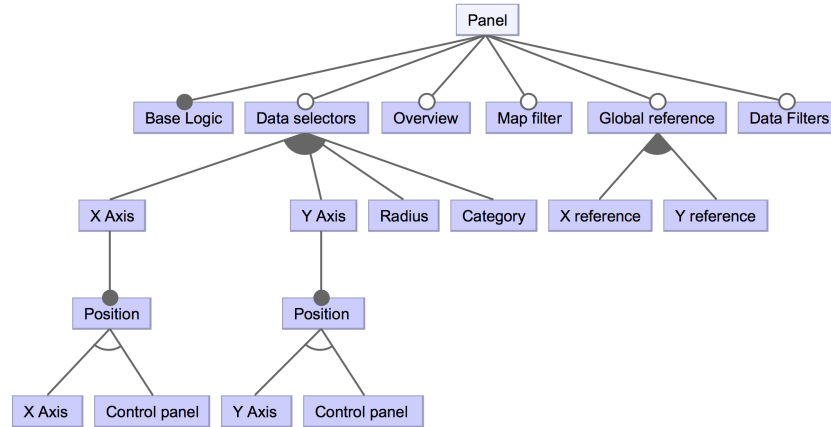 Panel
Base Logic
Data selectors
Overview
Map filter
Global reference
Data Filters
X Axis
Y Axis
Radius
Category
X reference
Y reference
Position
Position
X Axis
Control panel
Y Axis
Control panel